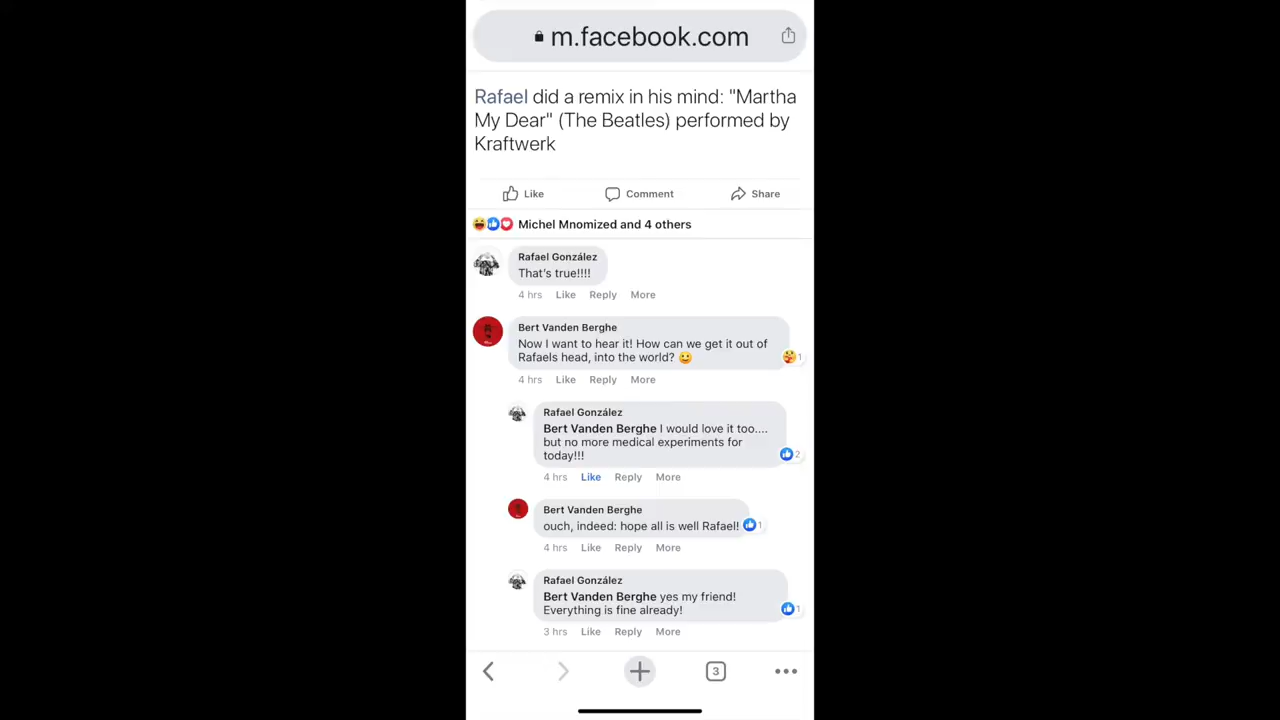 m.facebook.com
Rafael did a remix in his mind: "Martha
My Dear" (The Beatles) performed by
Kraftwerk
Like Comment Share
Michel Mnomized and 4 others
Rafael González
That's true!!!!
4 hrs Like Reply More
Bert Vanden Berghe
Now I want to hear it! How can we get it out of
Rafaels head, into the world? 😃
1
4 hrs Like Reply More
Rafael González
Bert Vanden Berghe I would love it too....
but no more medical experiments for
today!!!
2
4 hrs Like Reply More
Bert Vanden Berghe
ouch, indeed: hope all is well Rafael! 1
4 hrs Like Reply More
Rafael González
Bert Vanden Berghe yes my friend!
Everything is fine already!
1
3 hrs Like Reply More
3